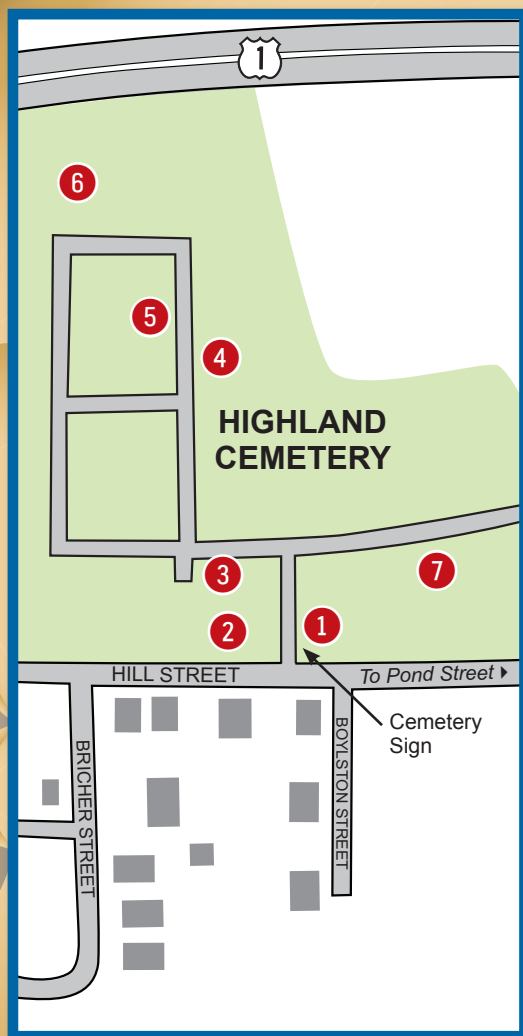 1
6
5
4
HIGHLAND
CEMETERY
3
7
2
1
HILL STREET
To Pond Street
Cemetery
Sign
BRICHER STREET
BOYLSTON STREET